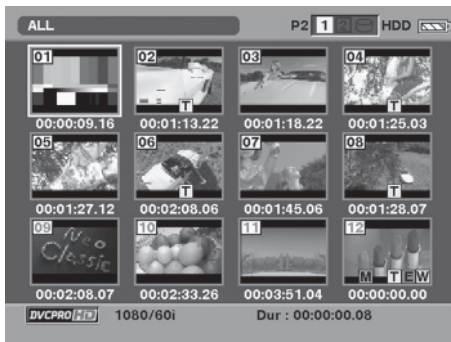 ALL P2 1 2 HDD
01 02 03 04
T T
00:00:09.16 00:01:13.22 00:01:18.22 00:01:25.03
05 06 07 08
T T
00:01:27.12 00:02:08.06 00:01:45.06 00:01:28.07
09 10 11 12
Neo
Classic
M T E W
00:02:08.07 00:02:33.26 00:03:51.04 00:00:00.00
DVCPRO HD 1080/60i Dur : 00:00:00.08